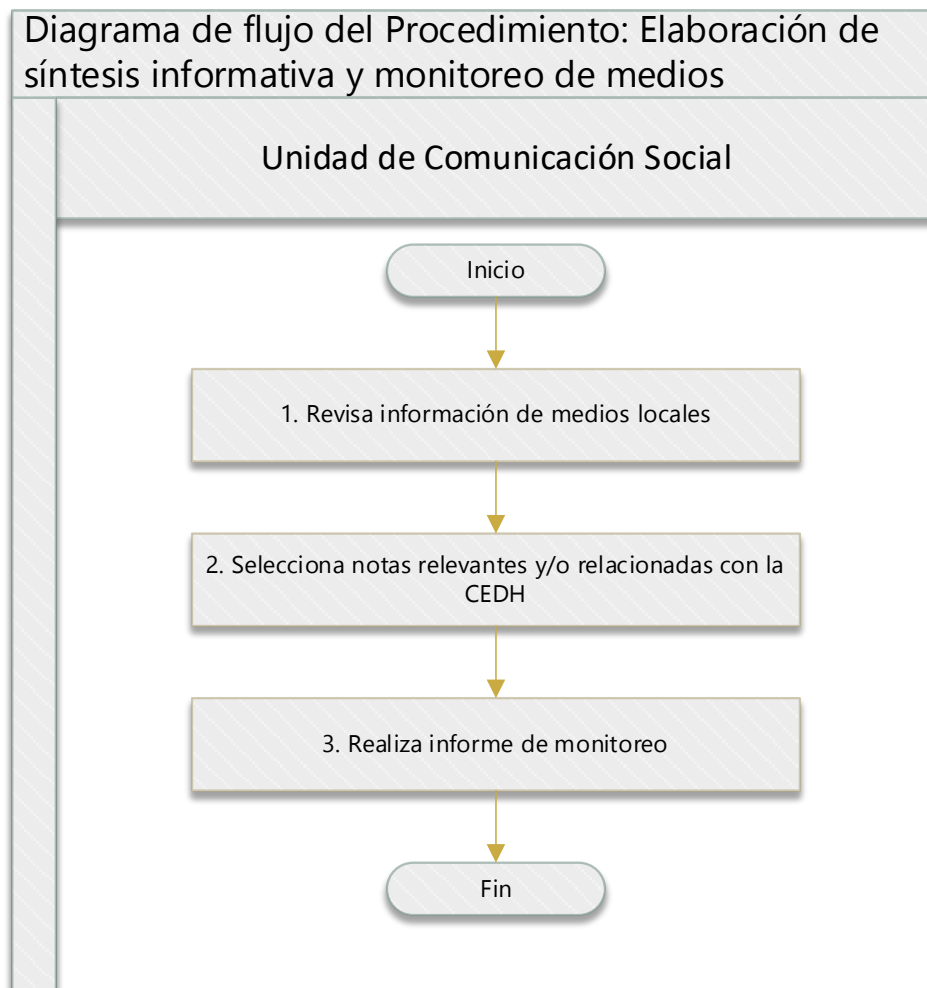 Diagrama de flujo del Procedimiento: Elaboración de
síntesis informativa y monitoreo de medios
Unidad de Comunicación Social
Inicio
1. Revisa información de medios locales
2. Selecciona notas relevantes y/o relacionadas con la
CEDH
3. Realiza informe de monitoreo
Fin